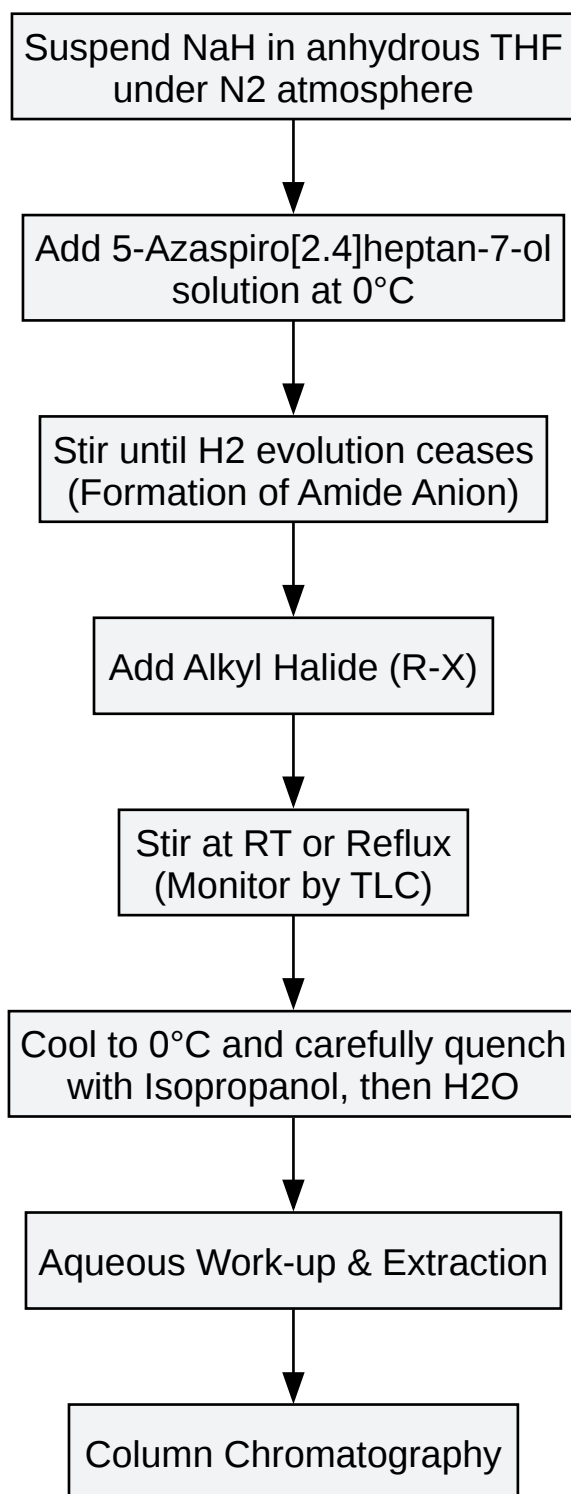 Suspend NaH in anhydrous THF
under N2 atmosphere
Add 5-Azaspiro[2.4]heptan-7-ol
solution at 0°C
Stir until H2 evolution ceases
(Formation of Amide Anion)
Add Alkyl Halide (R-X)
Stir at RT or Reflux
(Monitor by TLC)
Cool to 0°C and carefully quench
with Isopropanol, then H2O
Aqueous Work-up & Extraction
Column Chromatography